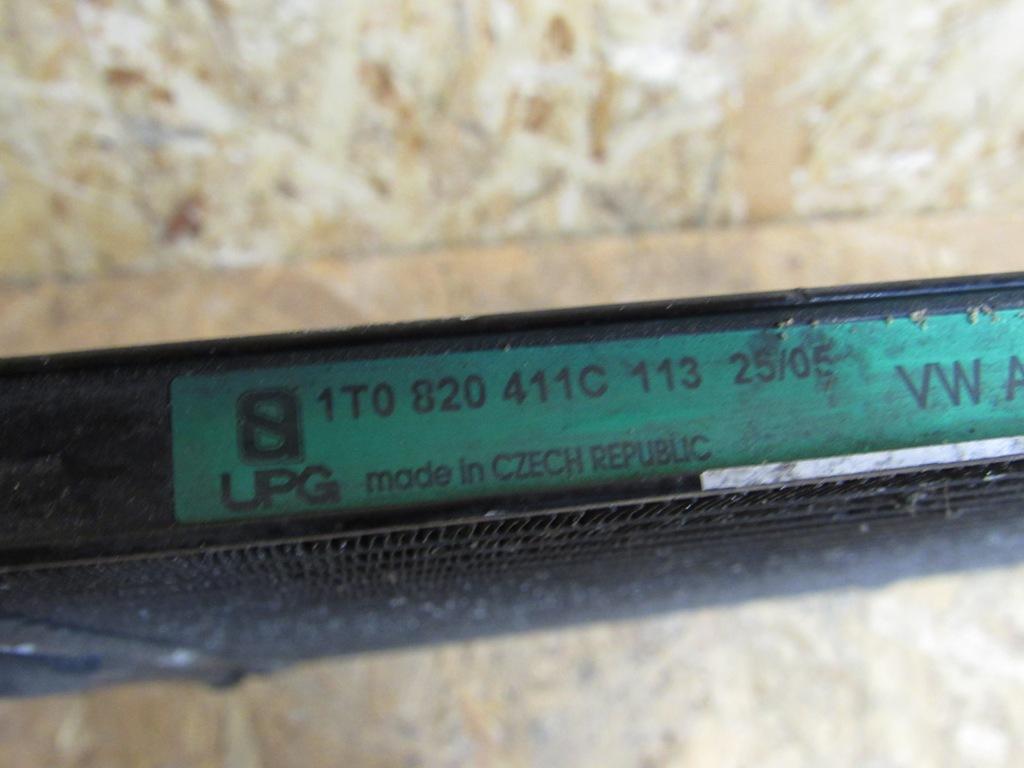 1T0 820 411C 113 25/05 VW A
UPG made in CZECH REPUBLIC